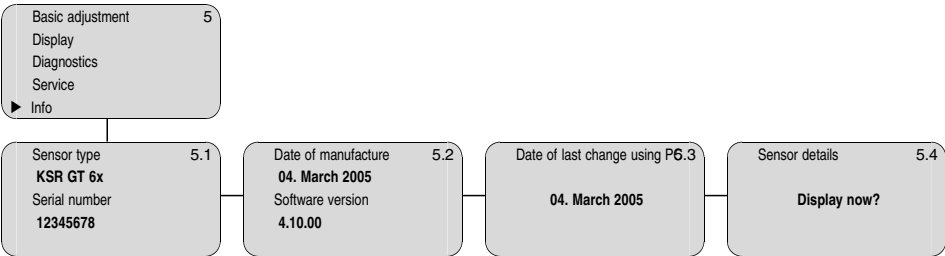 Basic adjustment 5
Display
Diagnostics
Service
▶ Info
Sensor type 5.1
KSR GT 6x
Serial number
12345678
Date of manufacture 5.2
04. March 2005
Software version
4.10.00
Date of last change using PC 5.3
04. March 2005
Sensor details 5.4
Display now?